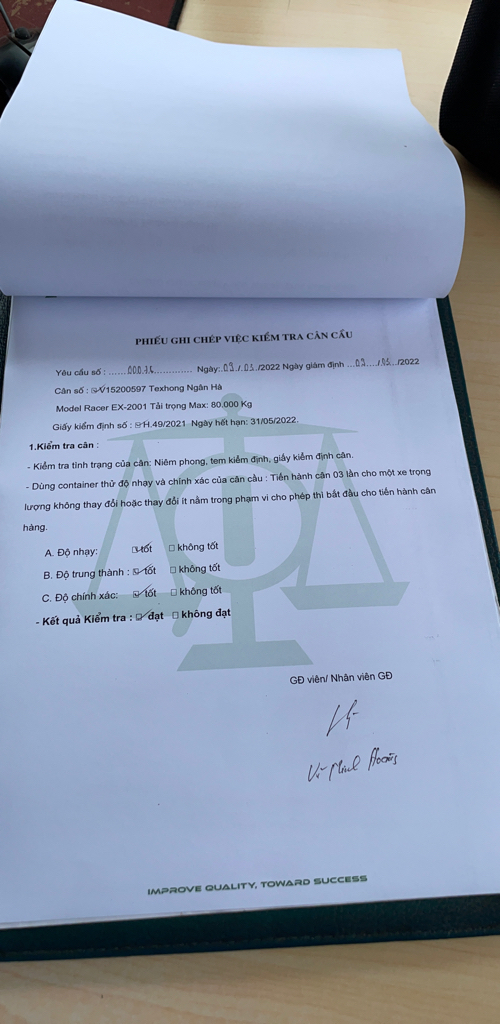 PHIẾU GHI CHÉP VIỆC KIỂM TRA CÂN CẦU
Yêu cầu số : ......00076.............. Ngày:.03./.03../2022 Ngày giám định ...03..../.03.../2022
Cân số : ☑V15200597 Texhong Ngân Hà
Model Racer EX-2001 Tải trọng Max: 80.000 Kg
Giấy kiểm định số : ☑H.49/2021 Ngày hết hạn: 31/05/2022.
1.Kiểm tra cân :
- Kiểm tra tình trạng của cân: Niêm phong, tem kiểm định, giấy kiểm định cân.
- Dùng container thử độ nhạy và chính xác của cân cầu : Tiến hành cân 03 lần cho một xe trọng
lượng không thay đổi hoặc thay đổi ít nằm trong phạm vi cho phép thì bắt đầu cho tiến hành cân
hàng.
A. Độ nhạy: ☑ tốt ☐ không tốt
B. Độ trung thành : ☑ tốt ☐ không tốt
C. Độ chính xác: ☑ tốt ☐ không tốt
- Kết quả Kiểm tra : ☑ đạt ☐ không đạt
GĐ viên/ Nhân viên GĐ
IMPROVE QUALITY, TOWARD SUCCESS